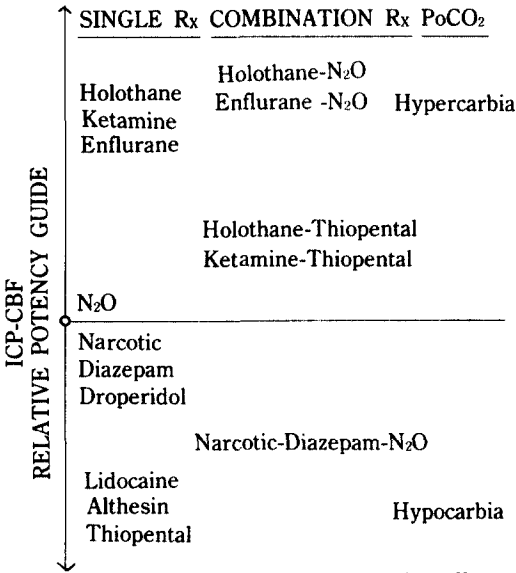 SINGLE Rx COMBINATION Rx PoCO₂
Holothane-N₂O
Enflurane -N₂O
Holothane
Ketamine
Enflurane
Hypercarbia
Holothane-Thiopental
Ketamine-Thiopental
N₂O
Narcotic
Diazepam
Droperidol
Narcotic-Diazepam-N₂O
Lidocaine
Althesin
Thiopental
Hypocarbia
ICP-CBF
RELATIVE POTENCY GUIDE